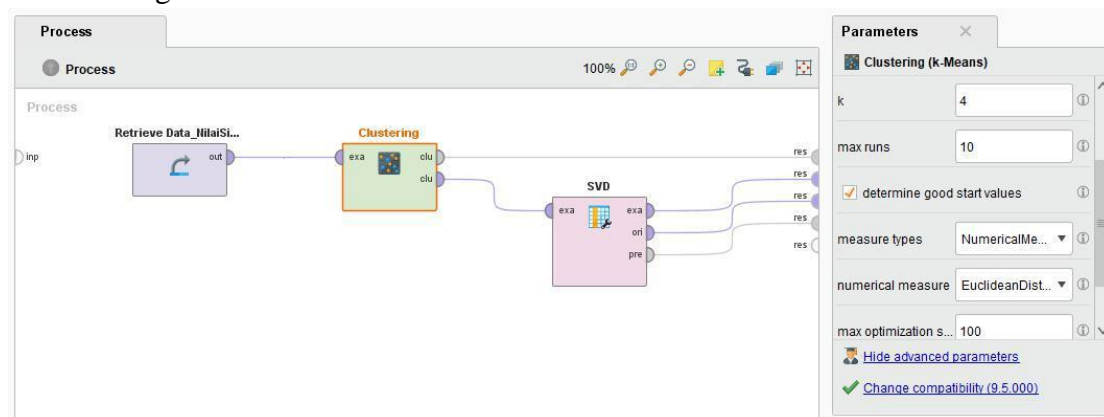 Process
Process
100%
Process
inp
Retrieve Data_NilaiSi...
out
Clustering
exa
clu
clu
SVD
exa
exa
ori
pre
res
res
res
res
res
Parameters
Clustering (k-Means)
k
4
max runs
10
determine good start values
measure types
NumericalMe...
numerical measure
EuclideanDist...
max optimization s...
100
Hide advanced parameters
Change compatibility (9.5.000)